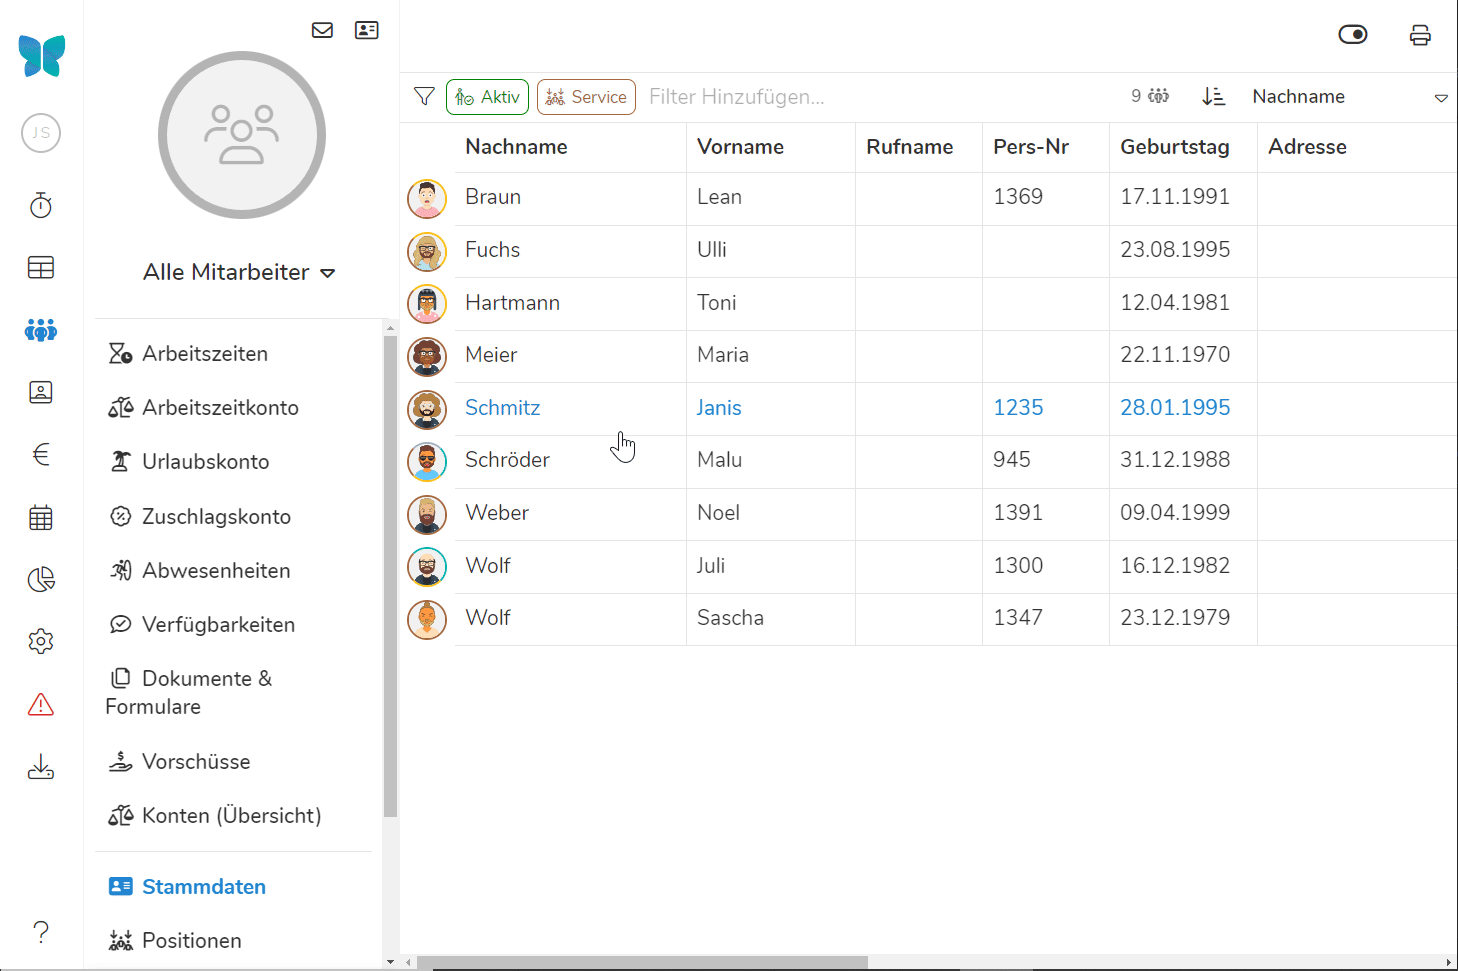 JS
Alle Mitarbeiter
Arbeitszeiten
Arbeitszeitkonto
Urlaubskonto
Zuschlagskonto
Abwesenheiten
Verfügbarkeiten
Dokumente &
Formulare
Vorschüsse
Konten (Übersicht)
Stammdaten
Positionen
?
Aktiv Service Filter Hinzufügen... 9 Nachname
Nachname Vorname Rufname Pers-Nr Geburtstag Adresse
Braun Lean 1369 17.11.1991
Fuchs Ulli 23.08.1995
Hartmann Toni 12.04.1981
Meier Maria 22.11.1970
Schmitz Janis 1235 28.01.1995
Schröder Malu 945 31.12.1988
Weber Noel 1391 09.04.1999
Wolf Juli 1300 16.12.1982
Wolf Sascha 1347 23.12.1979